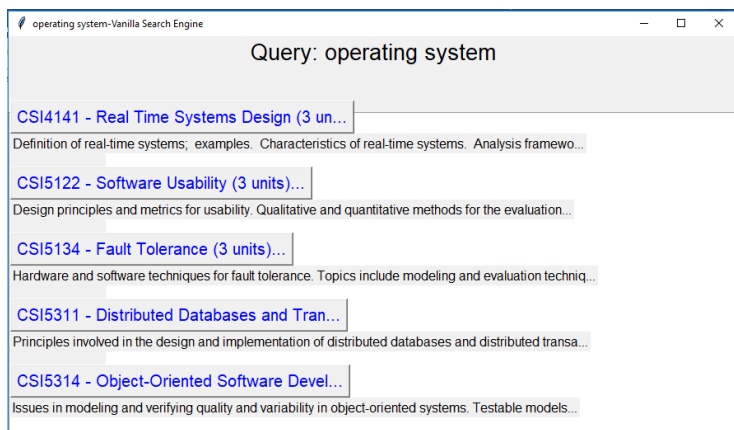 operating system-Vanilla Search Engine
Query: operating system
CSI4141 - Real Time Systems Design (3 un...
Definition of real-time systems;  examples.  Characteristics of real-time systems.  Analysis framewo...
CSI5122 - Software Usability (3 units)...
Design principles and metrics for usability. Qualitative and quantitative methods for the evaluation...
CSI5134 - Fault Tolerance (3 units)...
Hardware and software techniques for fault tolerance. Topics include modeling and evaluation techniq...
CSI5311 - Distributed Databases and Tran...
Principles involved in the design and implementation of distributed databases and distributed transa...
CSI5314 - Object-Oriented Software Devel...
Issues in modeling and verifying quality and variability in object-oriented systems. Testable models...